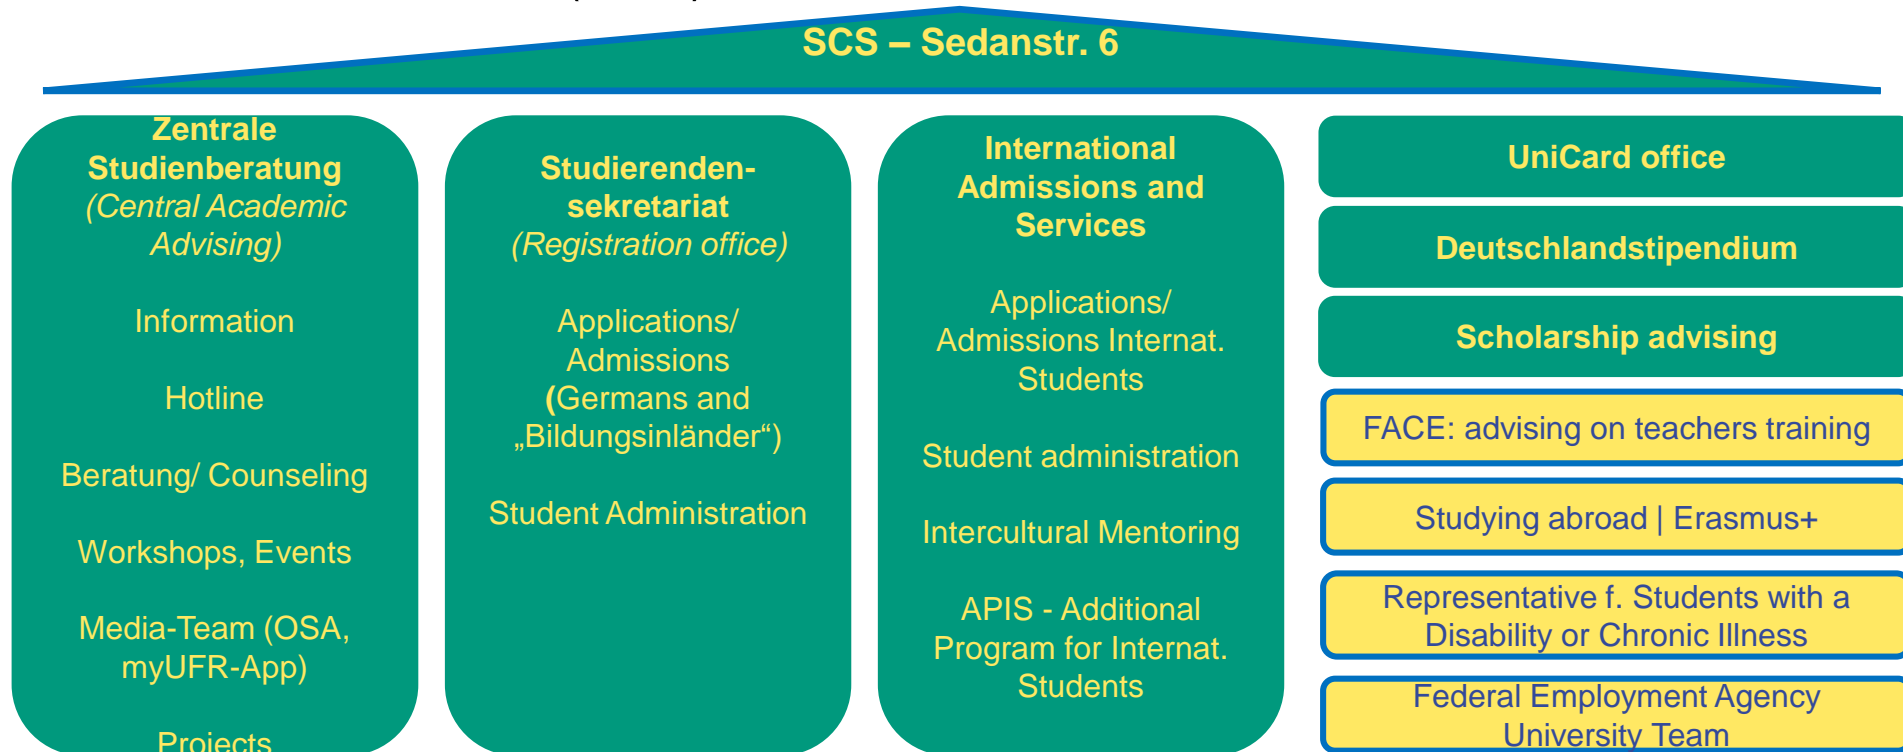 SCS – Sedanstr. 6
Zentrale
Studienberatung
(Central Academic
Advising)
Information
Hotline
Beratung/ Counseling
Workshops, Events
Media-Team (OSA,
myUFR-App)
Projects
Studierenden-
sekretariat
(Registration office)
Applications/
Admissions
(Germans and
„Bildungsinländer“)
Student Administration
International
Admissions and
Services
Applications/
Admissions Internat.
Students
Student administration
Intercultural Mentoring
APIS - Additional
Program for Internat.
Students
UniCard office
Deutschlandstipendium
Scholarship advising
FACE: advising on teachers training
Studying abroad | Erasmus+
Representative f. Students with a
Disability or Chronic Illness
Federal Employment Agency
University Team